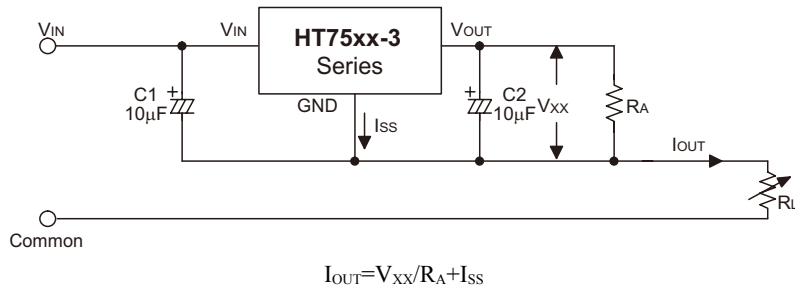 VIN
VIN
HT75xx-3
Series
VOUT
GND
ISS
C1
10μF
C2
10μF
VXX
RA
IOUT
RL
Common
IOUT=VXX/RA+ISS